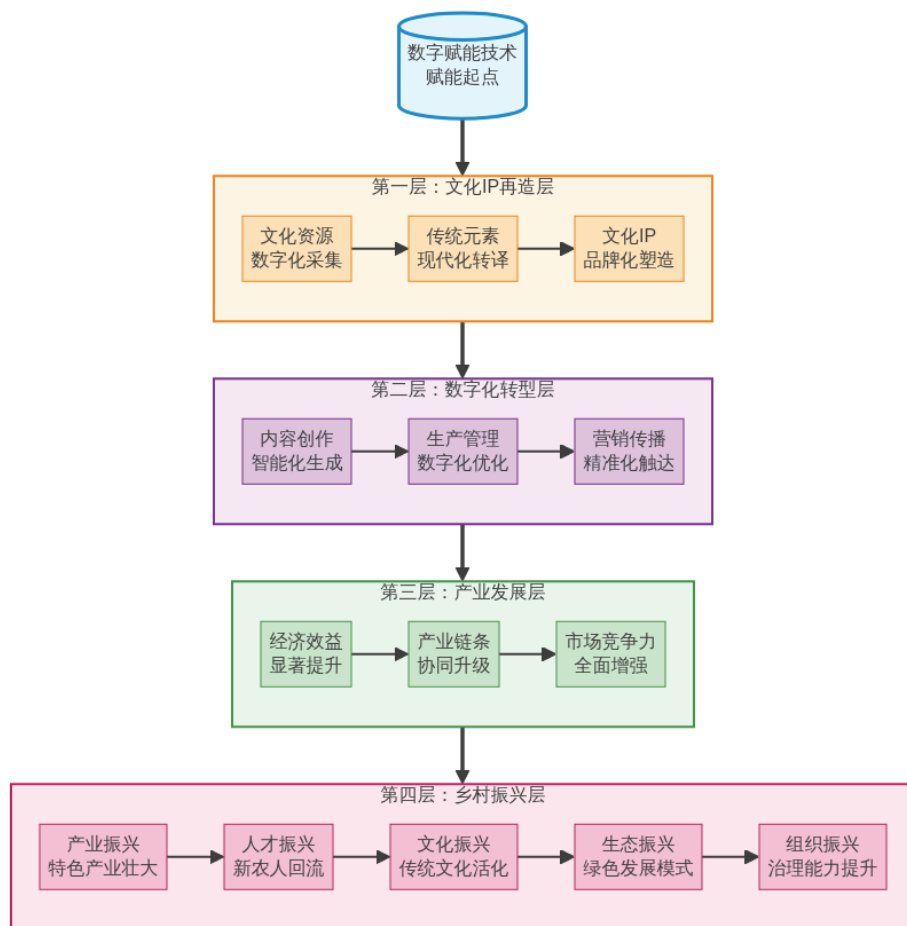 数字赋能技术
赋能起点
第一层：文化IP再造层
文化资源
数字化采集
传统元素
现代化转译
文化IP
品牌化塑造
第二层：数字化转型层
内容创作
智能化生成
生产管理
数字化优化
营销传播
精准化触达
第三层：产业发展层
经济效益
显著提升
产业链条
协同升级
市场竞争力
全面增强
第四层：乡村振兴层
产业振兴
特色产业壮大
人才振兴
新农人回流
文化振兴
传统文化活化
生态振兴
绿色发展模式
组织振兴
治理能力提升